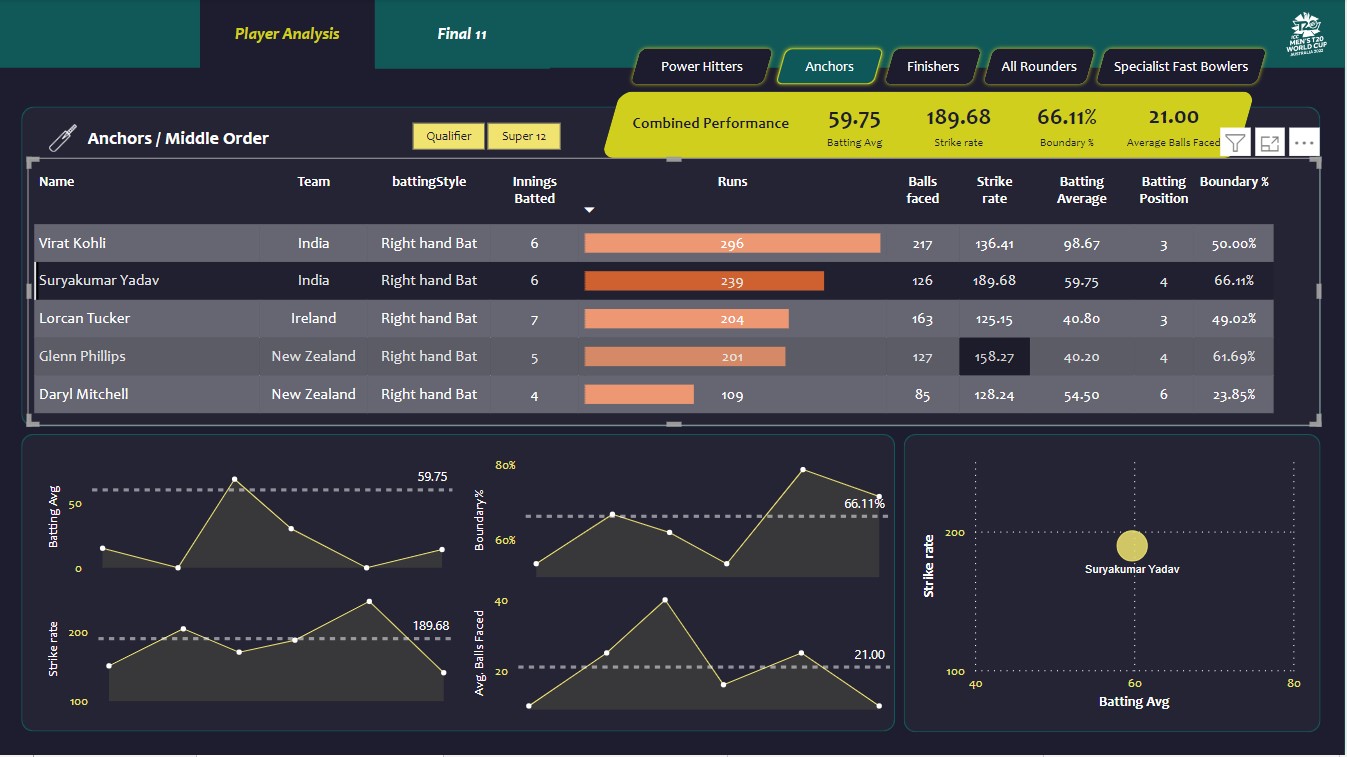 Player Analysis
Final 11
ICC
MEN'S T20
WORLD CUP
AUSTRALIA 2022
Power Hitters
Anchors
Finishers
All Rounders
Specialist Fast Bowlers
Anchors / Middle Order
Qualifier
Super 12
Combined Performance
59.75
Batting Avg
189.68
Strike rate
66.11%
Boundary %
21.00
Average Balls Faced
Name Team battingStyle Innings Batted Runs Balls faced Strike rate Batting Average Batting Position Boundary %
Virat Kohli India Right hand Bat 6 296 217 136.41 98.67 3 50.00%
Suryakumar Yadav India Right hand Bat 6 239 126 189.68 59.75 4 66.11%
Lorcan Tucker Ireland Right hand Bat 7 204 163 125.15 40.80 3 49.02%
Glenn Phillips New Zealand Right hand Bat 5 201 127 158.27 40.20 4 61.69%
Daryl Mitchell New Zealand Right hand Bat 4 109 85 128.24 54.50 6 23.85%
Batting Avg
50
0
59.75
Boundary%
80%
60%
66.11%
Strike rate
200
100
189.68
Avg. Balls Faced
40
20
21.00
Strike rate
200
100
Suryakumar Yadav
40 60 80
Batting Avg